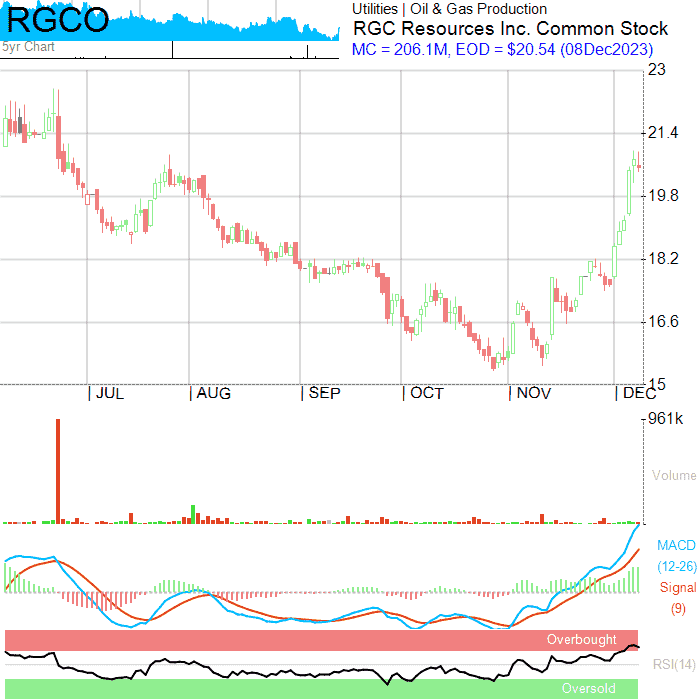 RGCO
5yr Chart
Utilities | Oil & Gas Production
RGC Resources Inc. Common Stock
MC = 206.1M, EOD = $20.54 (08Dec2023)
23
21.4
19.8
18.2
16.6
15
JUL AUG SEP OCT NOV DEC
961k
Volume
MACD
(12-26)
Signal
(9)
Overbought
RSI(14)
Oversold